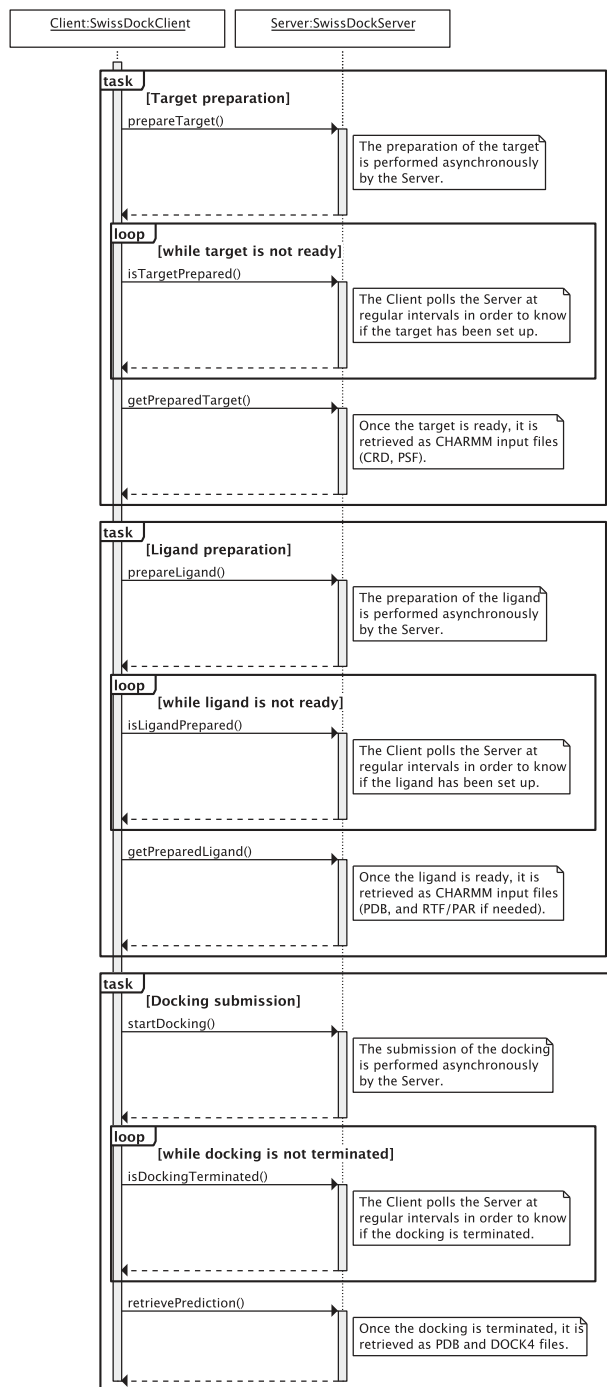 Client:SwissDockClient
Server:SwissDockServer
task
[Target preparation]
prepareTarget()
The preparation of the target
is performed asynchronously
by the Server.
loop
[while target is not ready]
isTargetPrepared()
The Client polls the Server at
regular intervals in order to know
if the target has been set up.
getPreparedTarget()
Once the target is ready, it is
retrieved as CHARMM input files
(CRD, PSF).
task
[Ligand preparation]
prepareLigand()
The preparation of the ligand
is performed asynchronously
by the Server.
loop
[while ligand is not ready]
isLigandPrepared()
The Client polls the Server at
regular intervals in order to know
if the ligand has been set up.
getPreparedLigand()
Once the ligand is ready, it is
retrieved as CHARMM input files
(PDB, and RTF/PAR if needed).
task
[Docking submission]
startDocking()
The submission of the docking
is performed asynchronously
by the Server.
loop
[while docking is not terminated]
isDockingTerminated()
The Client polls the Server at
regular intervals in order to know
if the docking is terminated.
retrievePrediction()
Once the docking is terminated, it is
retrieved as PDB and DOCK4 files.